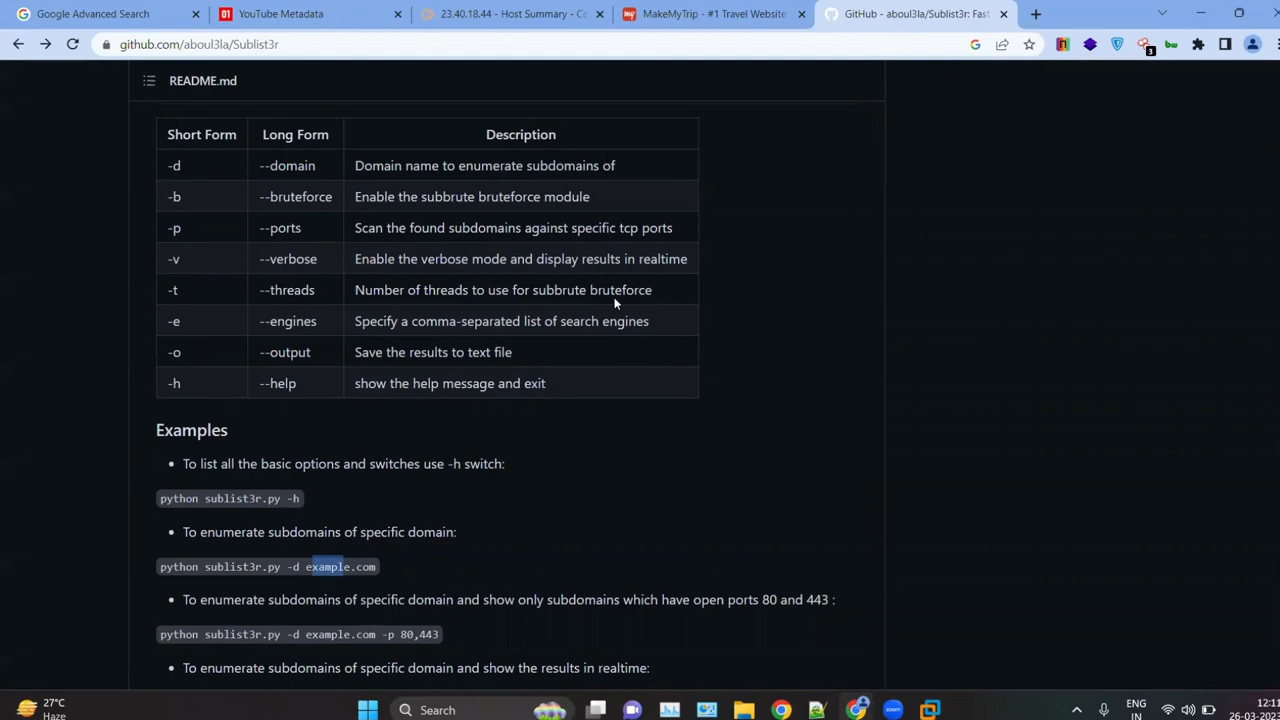 Google Advanced Search
YouTube Metadata
23.40.18.44 - Host Summary - Ce
MakeMyTrip - #1 Travel Website
GitHub - aboul3la/Sublist3r: Fast
github.com/aboul3la/Sublist3r
3
README.md
Short Form Long Form Description
-d --domain Domain name to enumerate subdomains of
-b --bruteforce Enable the subbrute bruteforce module
-p --ports Scan the found subdomains against specific tcp ports
-v --verbose Enable the verbose mode and display results in realtime
-t --threads Number of threads to use for subbrute bruteforce
-e --engines Specify a comma-separated list of search engines
-o --output Save the results to text file
-h --help show the help message and exit
Examples
• To list all the basic options and switches use -h switch:
python sublist3r.py -h
• To enumerate subdomains of specific domain:
python sublist3r.py -d example.com
• To enumerate subdomains of specific domain and show only subdomains which have open ports 80 and 443 :
python sublist3r.py -d example.com -p 80,443
• To enumerate subdomains of specific domain and show the results in realtime:
27°C
Haze
Search
zoom
ENG
IN
12:11
26-03-2023